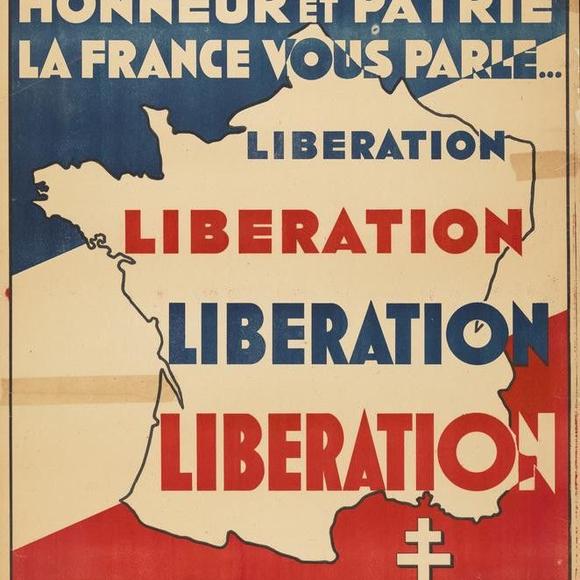 HONNEUR ET PATRIE
LA FRANCE VOUS PARLE...
LIBERATION
LIBERATION
LIBERATION
LIBERATION